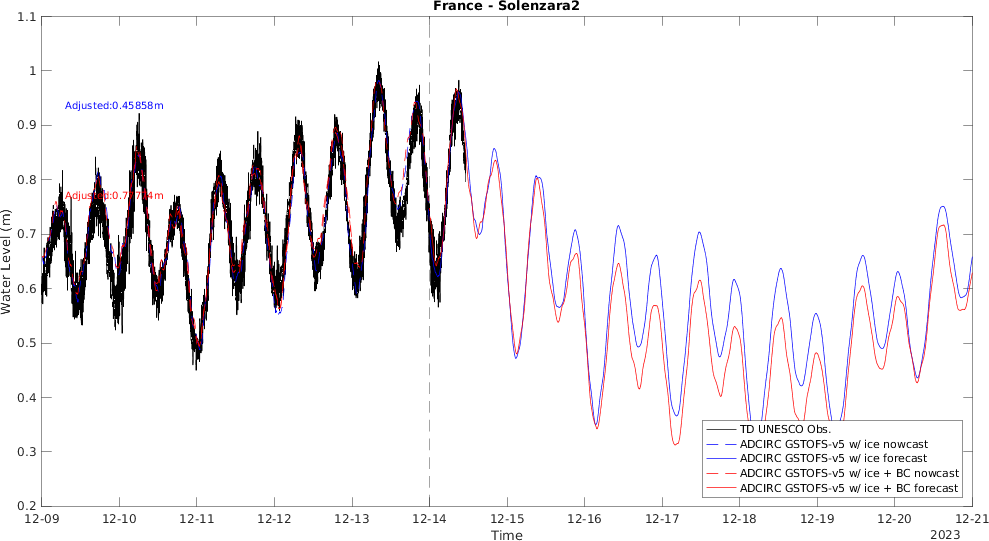 France - Solenzara2
1.1
1
0.9
0.8
0.7
0.6
0.5
0.4
0.3
0.2
Water Level (m)
Adjusted:0.45858m
TD UNESCO Obs.
ADCIRC GSTOFS-v5 w/ ice nowcast
ADCIRC GSTOFS-v5 w/ ice forecast
ADCIRC GSTOFS-v5 w/ ice + BC nowcast
ADCIRC GSTOFS-v5 w/ ice + BC forecast
12-09 12-10 12-11 12-12 12-13 12-14 12-15 12-16 12-17 12-18 12-19 12-20 12-21
Time
2023